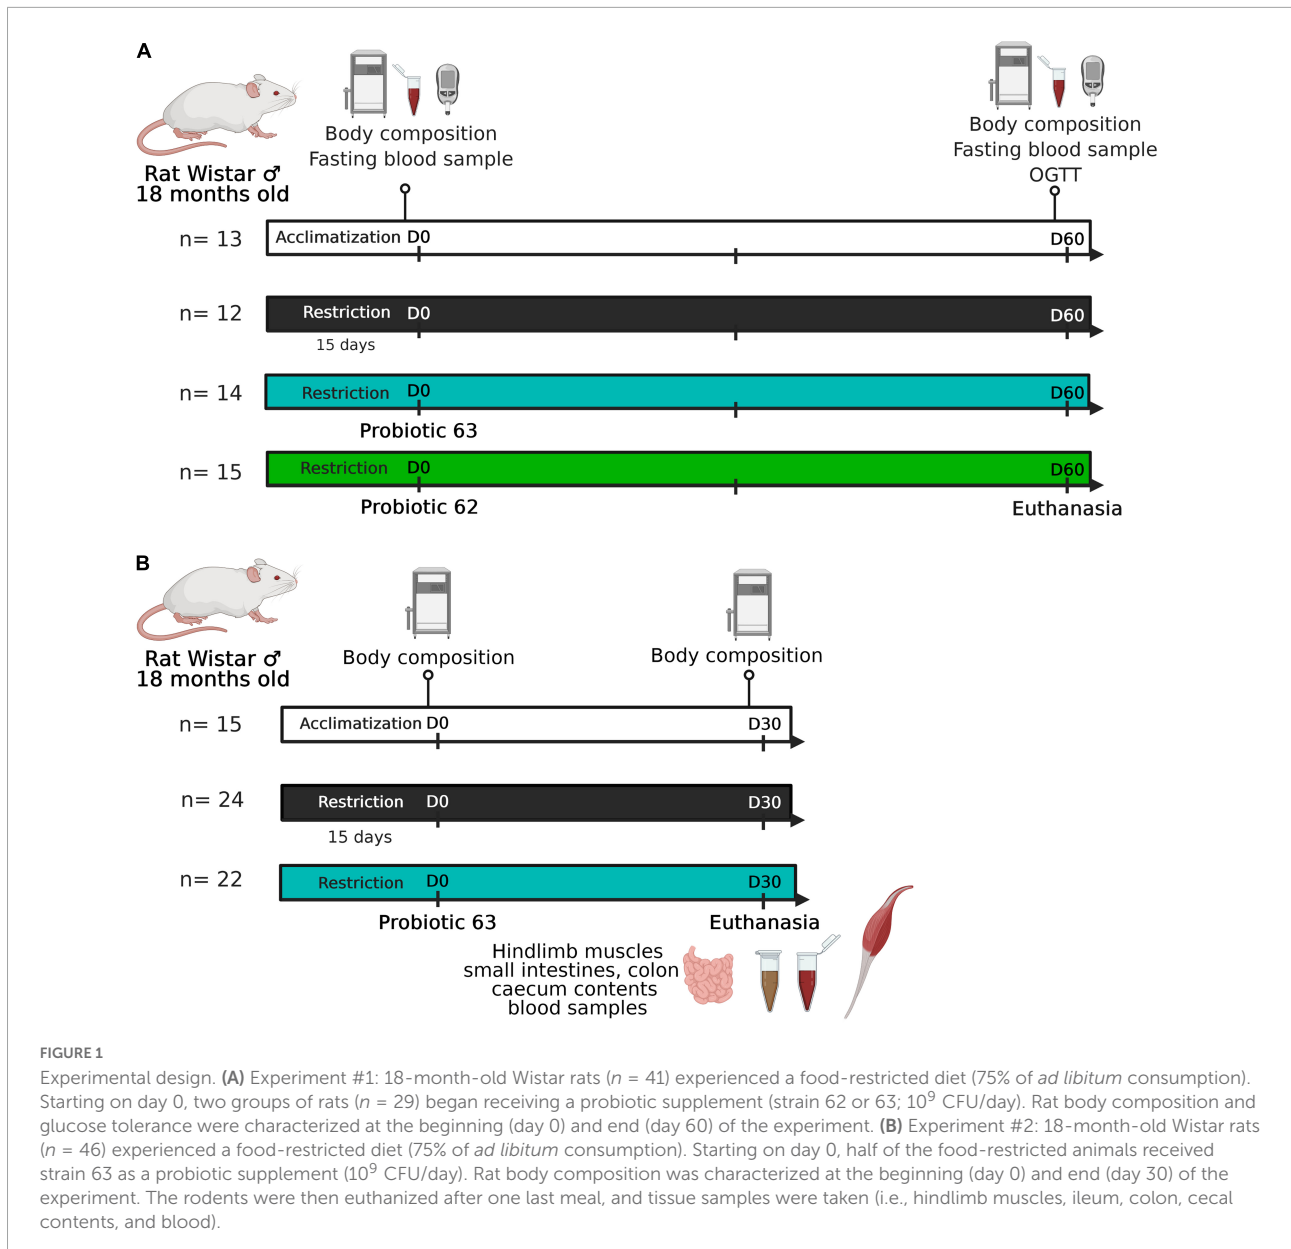 A
Body composition
Fasting blood sample
Body composition
Fasting blood sample
OGTT
Rat Wistar ♂
18 months old
n= 13
Acclimatization D0
D60
n= 12
Restriction D0
D60
15 days
n= 14
Restriction D0
D60
Probiotic 63
n= 15
Restriction D0
D60
Probiotic 62
Euthanasia
B
Rat Wistar ♂
18 months old
Body composition
Body composition
n= 15
Acclimatization D0
D30
n= 24
Restriction D0
D30
15 days
n= 22
Restriction D0
D30
Probiotic 63
Euthanasia
Hindlimb muscles
small intestines, colon
caecum contents
blood samples
FIGURE 1
Experimental design. (A) Experiment #1: 18-month-old Wistar rats (n = 41) experienced a food-restricted diet (75% of ad libitum consumption).
Starting on day 0, two groups of rats (n = 29) began receiving a probiotic supplement (strain 62 or 63; 10⁹ CFU/day). Rat body composition and
glucose tolerance were characterized at the beginning (day 0) and end (day 60) of the experiment. (B) Experiment #2: 18-month-old Wistar rats
(n = 46) experienced a food-restricted diet (75% of ad libitum consumption). Starting on day 0, half of the food-restricted animals received
strain 63 as a probiotic supplement (10⁹ CFU/day). Rat body composition was characterized at the beginning (day 0) and end (day 30) of the
experiment. The rodents were then euthanized after one last meal, and tissue samples were taken (i.e., hindlimb muscles, ileum, colon, cecal
contents, and blood).